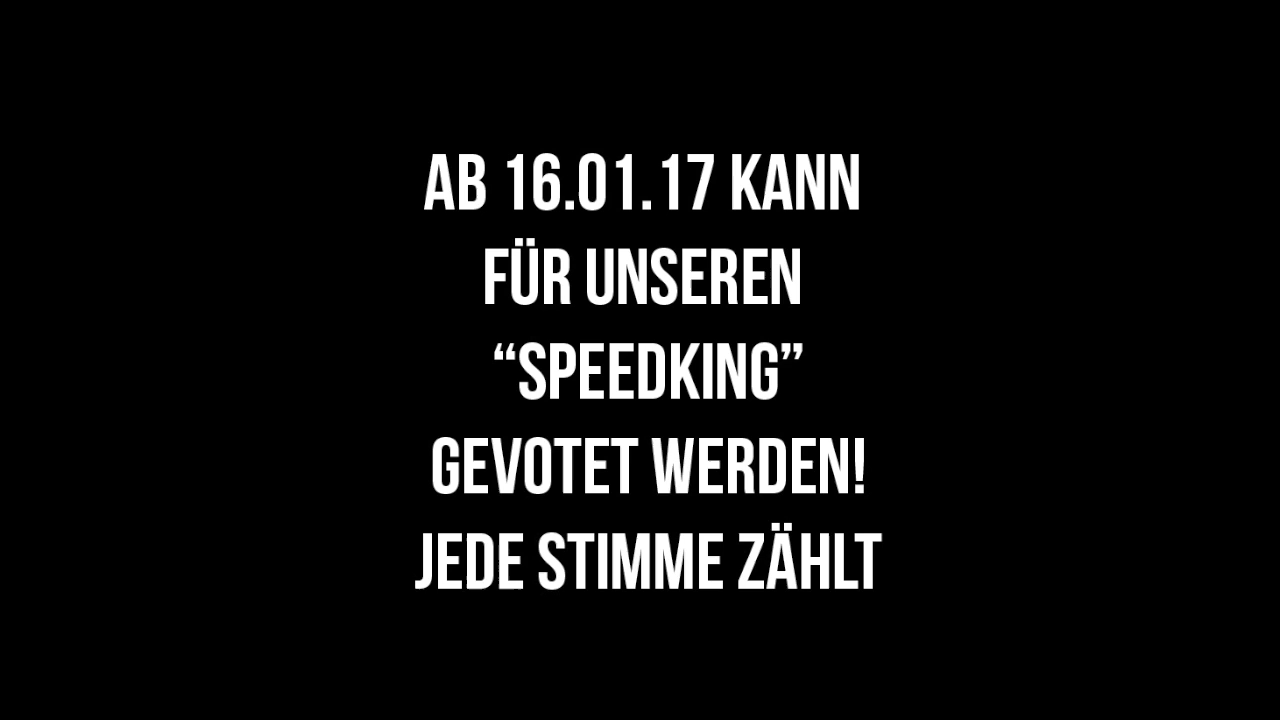 AB 16.01.17 KANN
FÜR UNSEREN
“SPEEDKING”
GEVOTET WERDEN!
JEDE STIMME ZÄHLT